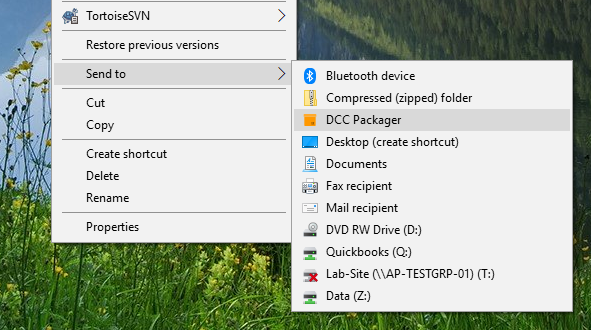 TortoiseSVN
Restore previous versions
Send to
Cut
Copy
Create shortcut
Delete
Rename
Properties
Bluetooth device
Compressed (zipped) folder
DCC Packager
Desktop (create shortcut)
Documents
Fax recipient
Mail recipient
DVD RW Drive (D:)
Quickbooks (Q:)
Lab-Site (\\AP-TESTGRP-01) (T:)
Data (Z:)